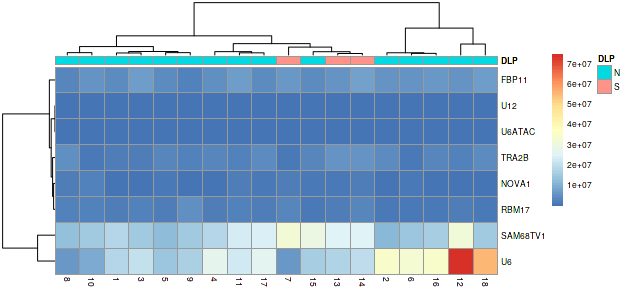 DLP
FBP11
U12
U6ATAC
TRA2B
NOVA1
RBM17
SAM68TV1
U6
8 10 1 3 5 9 4 11 17 7 15 13 14 2 6 16 12 18
7e+07
6e+07
5e+07
4e+07
3e+07
2e+07
1e+07
DLP
N
S